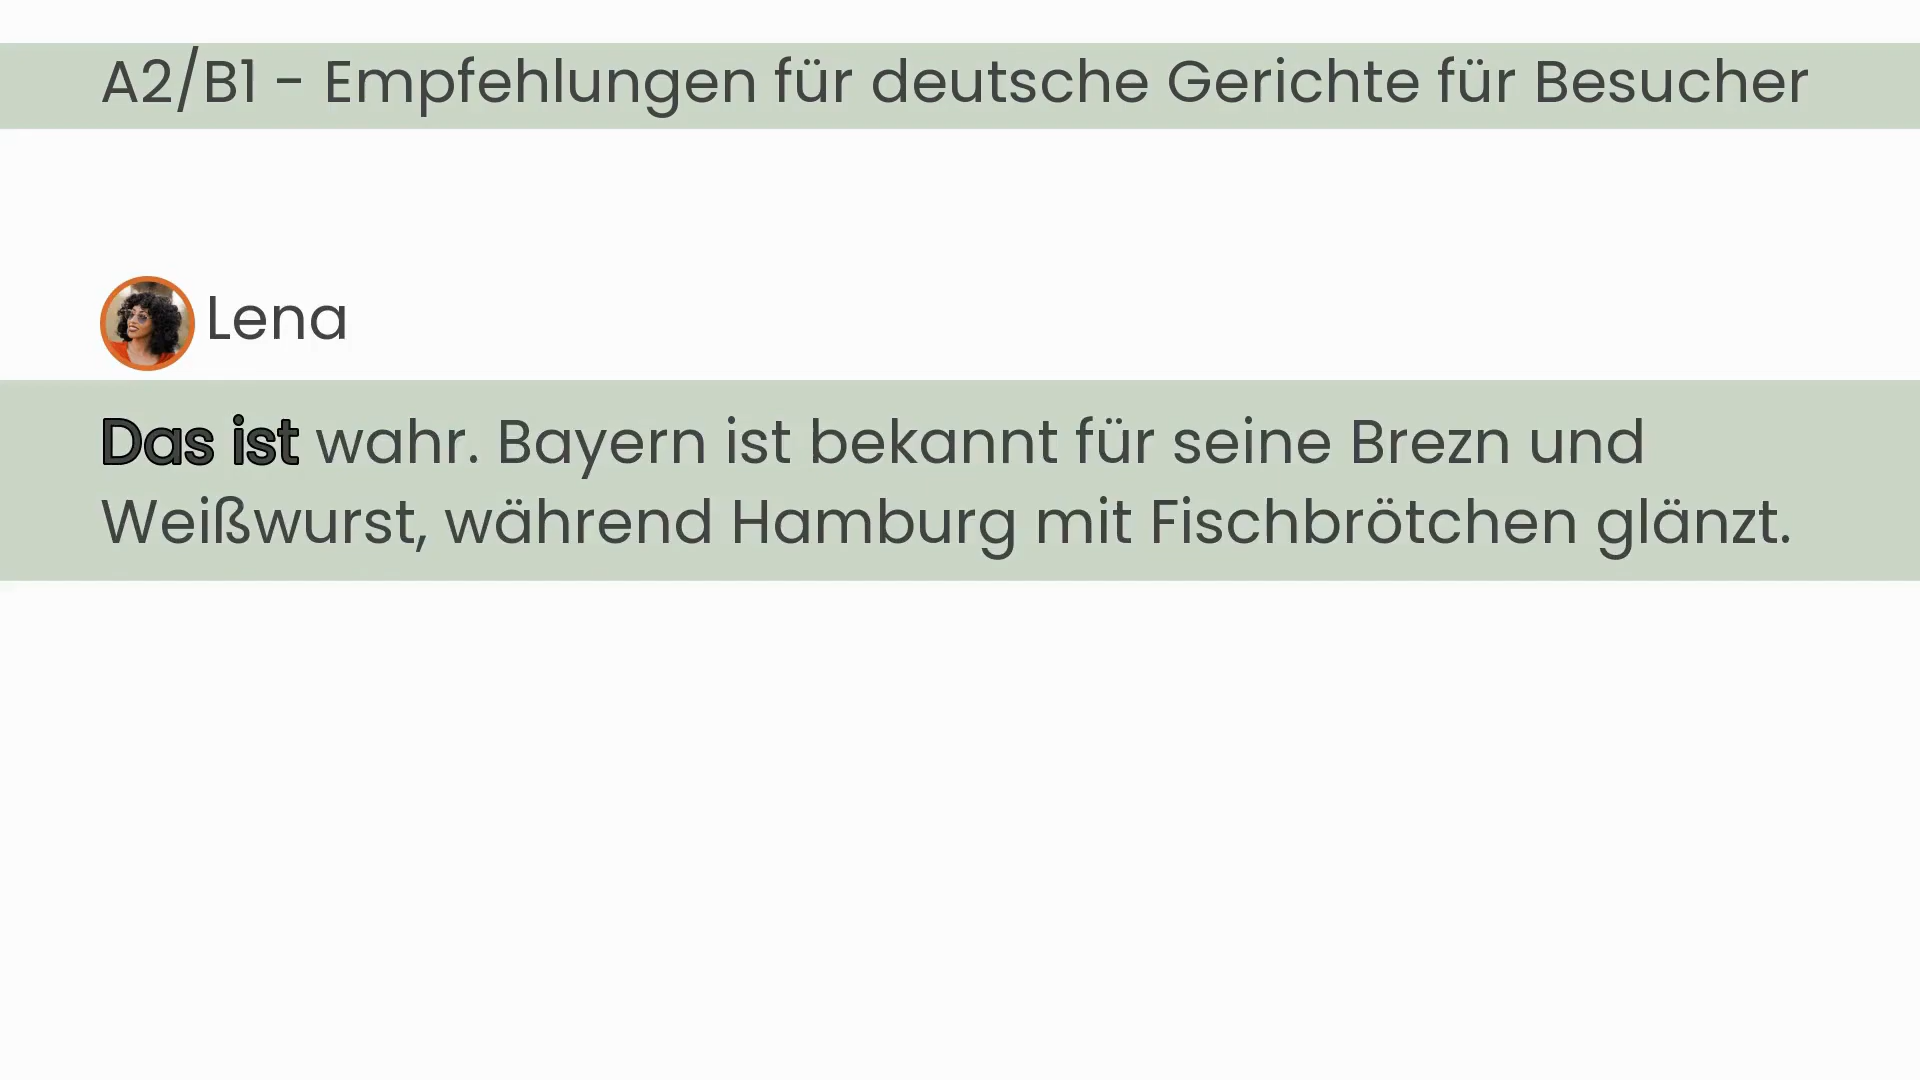 A2/B1 - Empfehlungen für deutsche Gerichte für Besucher
Lena
Das ist wahr. Bayern ist bekannt für seine Brezn und
Weißwurst, während Hamburg mit Fischbrötchen glänzt.